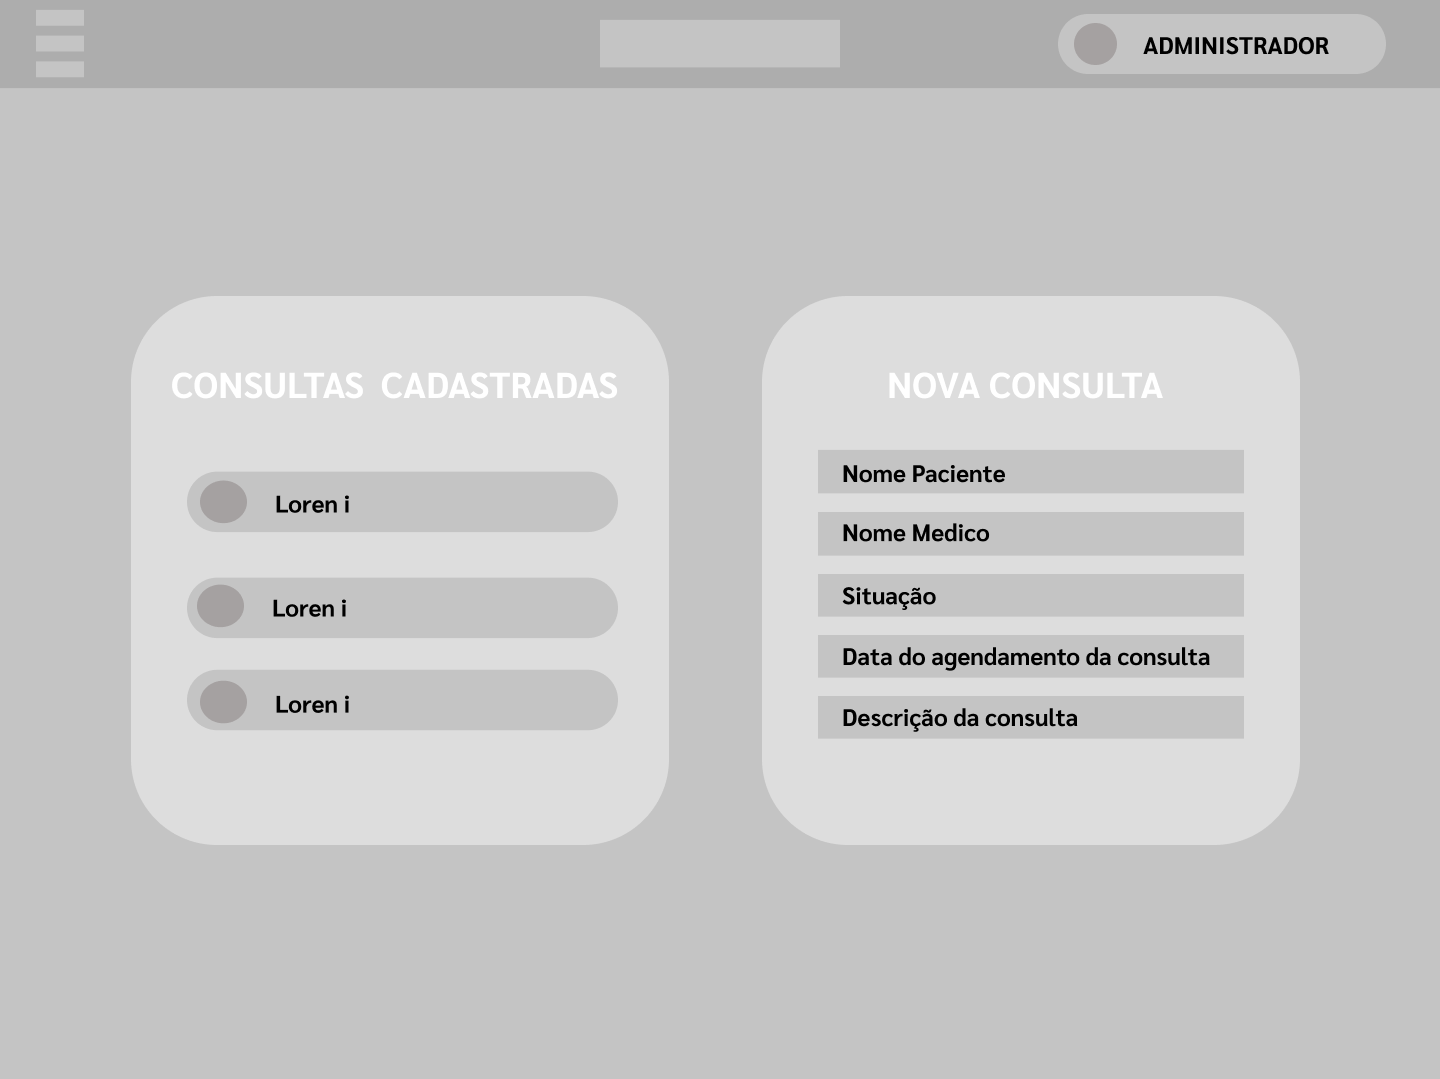 ADMINISTRADOR
CONSULTAS CADASTRADAS
Loren i
Loren i
Loren i
NOVA CONSULTA
Nome Paciente
Nome Medico
Situação
Data do agendamento da consulta
Descrição da consulta